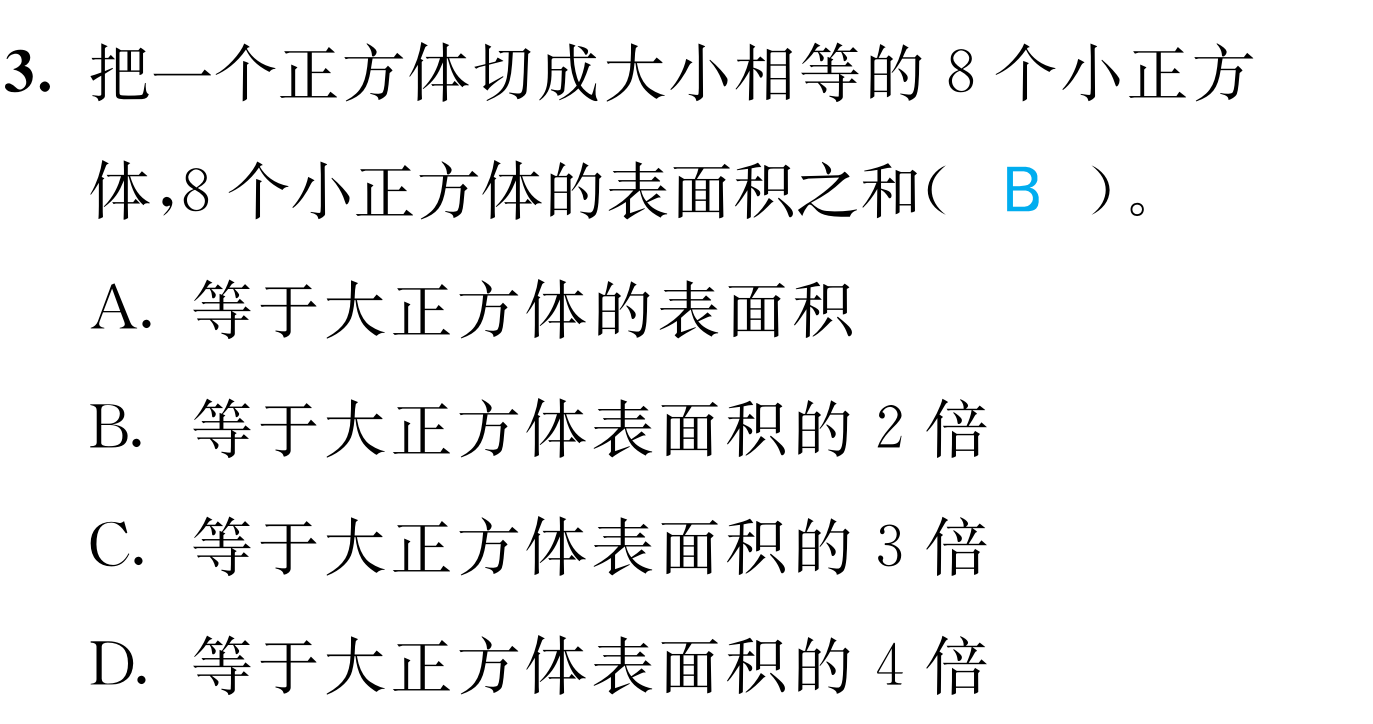 3. 把一个正方体切成大小相等的 8 个小正方
体,8 个小正方体的表面积之和( B )。
A. 等于大正方体的表面积
B. 等于大正方体表面积的 2 倍
C. 等于大正方体表面积的 3 倍
D. 等于大正方体表面积的 4 倍